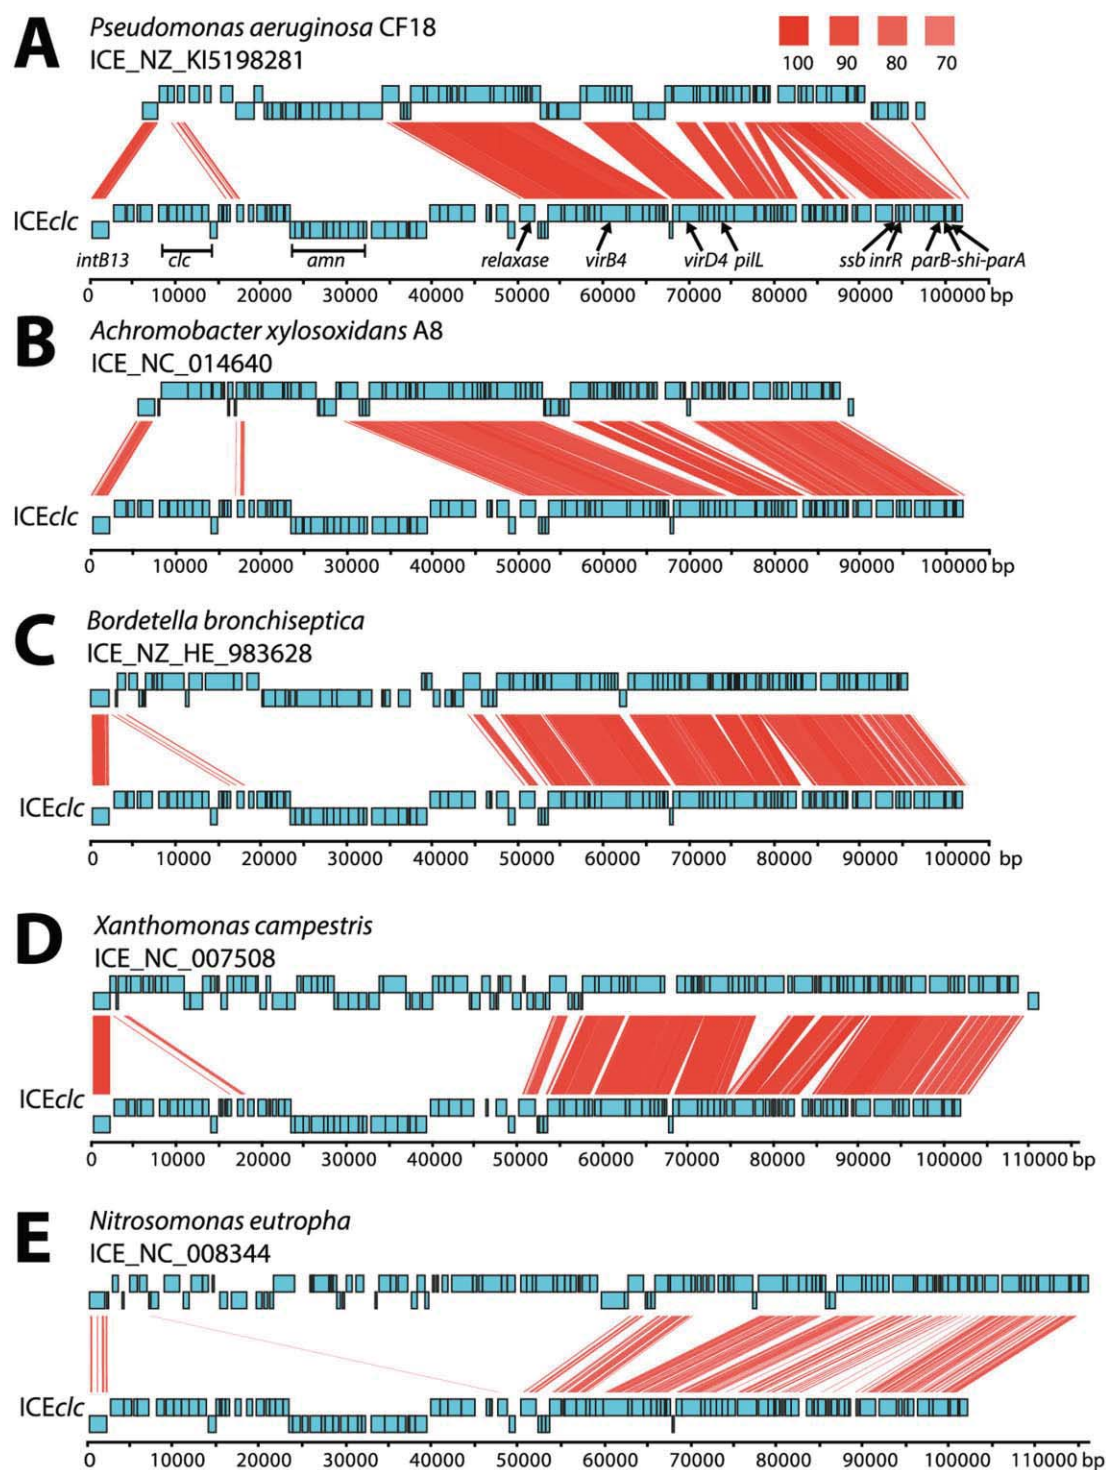 A
Pseudomonas aeruginosa CF18
ICE_NZ_KI5198281
100 90 80 70
ICEclc
intB13 clc amn relaxase virB4 virD4 pilL ssb inrR parB-shi-parA
0 10000 20000 30000 40000 50000 60000 70000 80000 90000 100000 bp
B
Achromobacter xylosoxidans A8
ICE_NC_014640
ICEclc
0 10000 20000 30000 40000 50000 60000 70000 80000 90000 100000 bp
C
Bordetella bronchiseptica
ICE_NZ_HE_983628
ICEclc
0 10000 20000 30000 40000 50000 60000 70000 80000 90000 100000 bp
D
Xanthomonas campestris
ICE_NC_007508
ICEclc
0 10000 20000 30000 40000 50000 60000 70000 80000 90000 100000 110000 bp
E
Nitrosomonas eutropha
ICE_NC_008344
ICEclc
0 10000 20000 30000 40000 50000 60000 70000 80000 90000 100000 110000 bp